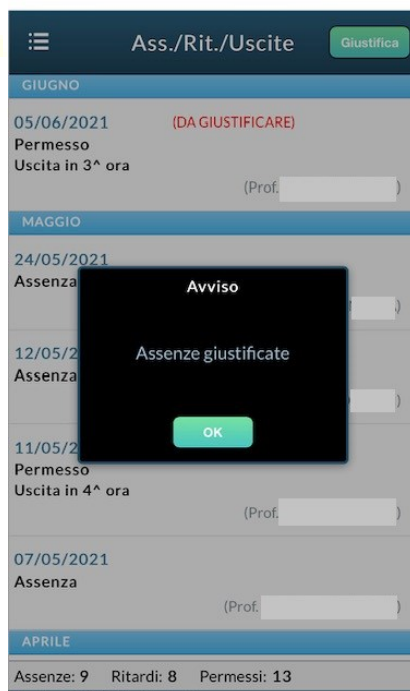 Ass./Rit./Uscite
Giustifica
GIUGNO
05/06/2021 (DA GIUSTIFICARE)
Permesso
Uscita in 3^ ora
(Prof. )
MAGGIO
24/05/2021
Assenza
Avviso
Assenze giustificate
OK
12/05/2
Assenza
11/05/2
Permesso
Uscita in 4^ ora
(Prof. )
07/05/2021
Assenza
(Prof. )
APRILE
Assenze: 9 Ritardi: 8 Permessi: 13